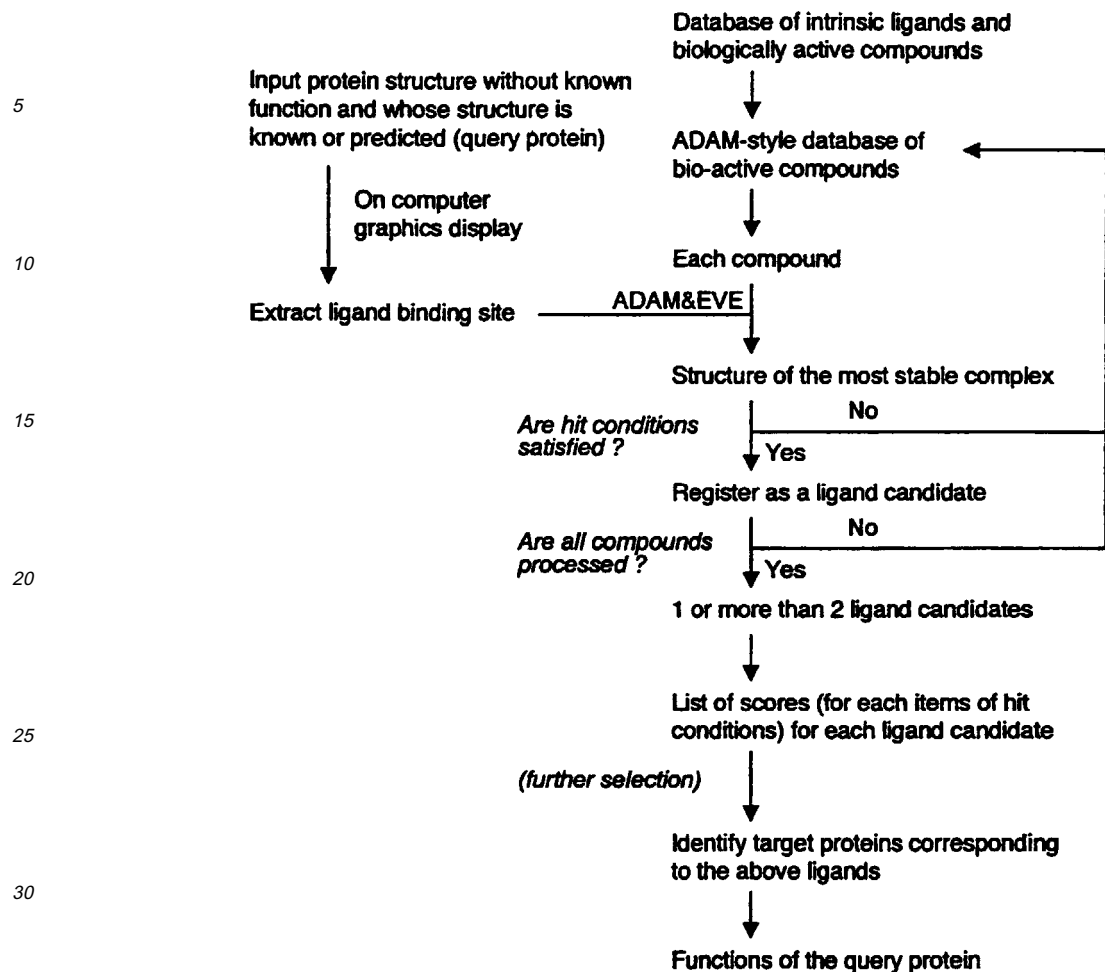 Database of intrinsic ligands and
biologically active compounds
Input protein structure without known
function and whose structure is
known or predicted (query protein)
5
ADAM-style database of
bio-active compounds
On computer
graphics display
10
Each compound
Extract ligand binding site
ADAM&EVE
Structure of the most stable complex
15
No
Are hit conditions
satisfied ?
Yes
Register as a ligand candidate
No
Are all compounds
processed ?
Yes
20
1 or more than 2 ligand candidates
List of scores (for each items of hit
conditions) for each ligand candidate
25
(further selection)
Identify target proteins corresponding
to the above ligands
30
Functions of the query protein